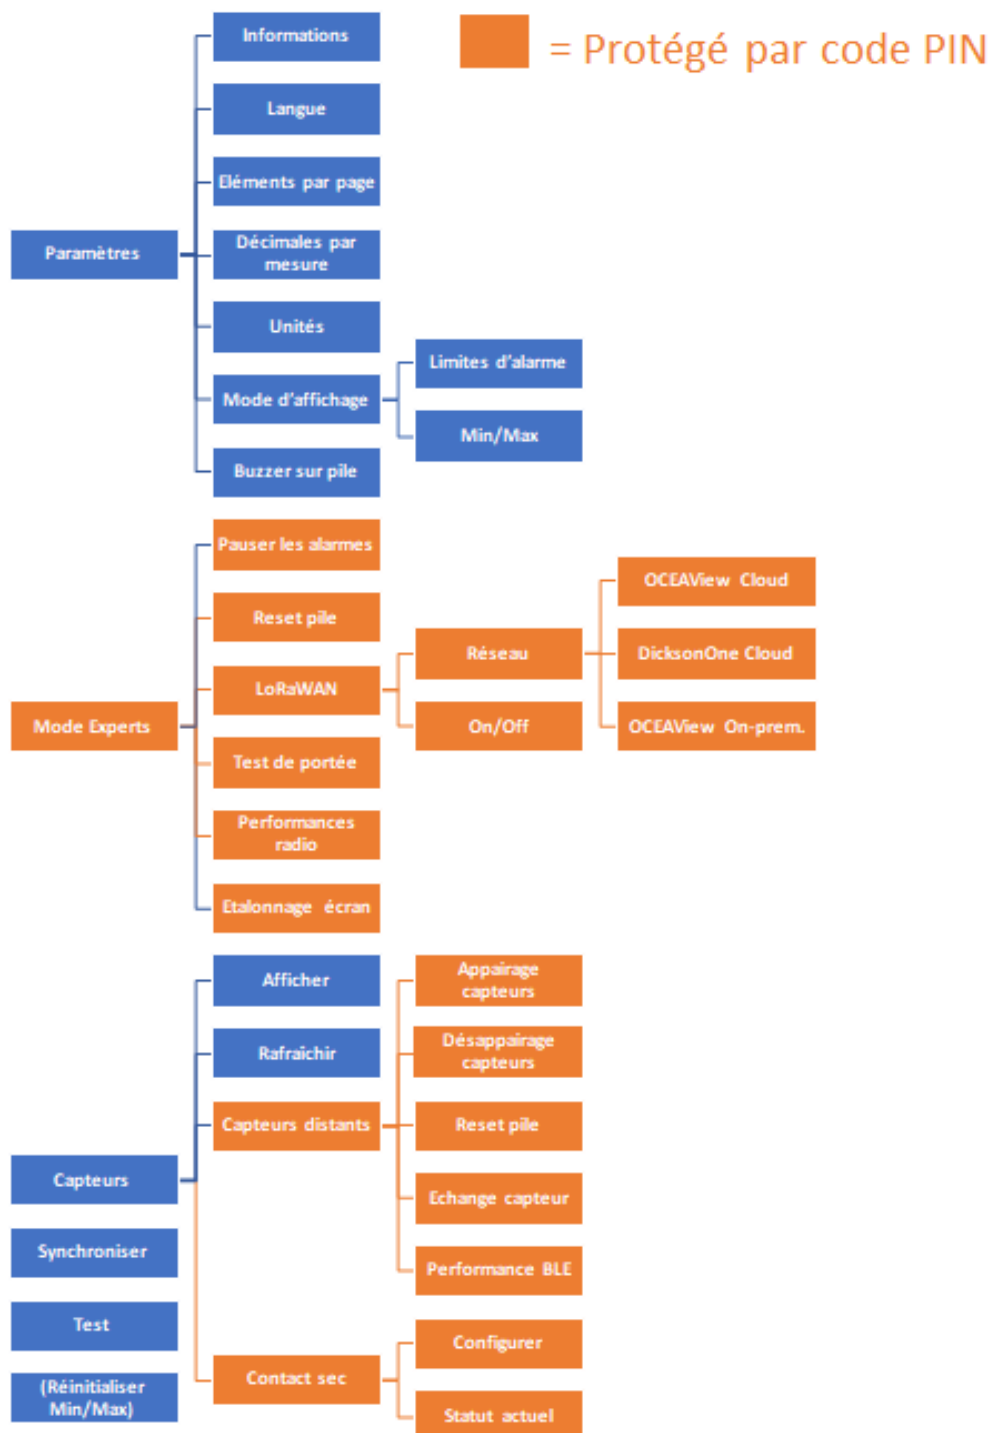 Informations
= Protégé par code PIN
Langue
Eléments par page
Paramètres
Décimales par
mesure
Unités
Mode d'affichage
Limites d'alarme
Min/Max
Buzzer sur pile
Mode Experts
Pauser les alarmes
Reset pile
LoRaWAN
Réseau
OCEAView Cloud
DicksonOne Cloud
OCEAView On-prem.
On/Off
Test de portée
Performances
radio
Etalonnage écran
Capteurs
Afficher
Rafraichir
Capteurs distants
Appairage
capteurs
Désappairage
capteurs
Reset pile
Echange capteur
Performance BLE
Contact sec
Configurer
Statut actuel
Synchroniser
Test
(Réinitialiser
Min/Max)